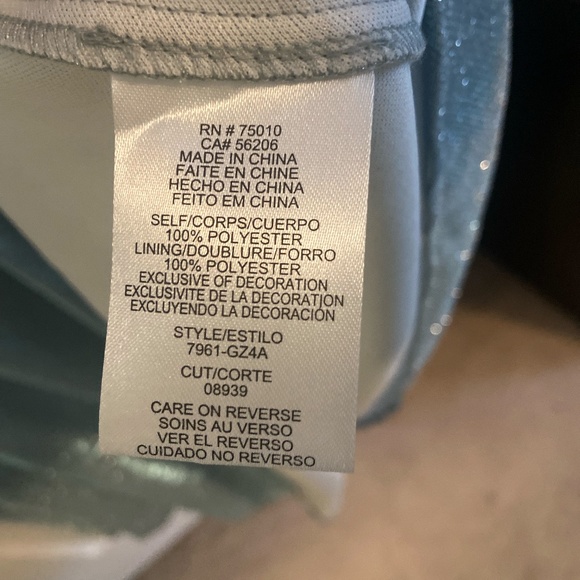 RN # 75010
CA# 56206
MADE IN CHINA
FAITE EN CHINE
HECHO EN CHINA
FEITO EM CHINA
SELF/CORPS/CUERPO
100% POLYESTER
LINING/DOUBLURE/FORRO
100% POLYESTER
EXCLUSIVE OF DECORATION
EXCLUSIVITE DE LA DECORATION
EXCLUYENDO LA DECORACIÓN
STYLE/ESTILO
7961-GZ4A
CUT/CORTE
08939
CARE ON REVERSE
SOINS AU VERSO
VER EL REVERSO
CUIDADO NO REVERSO